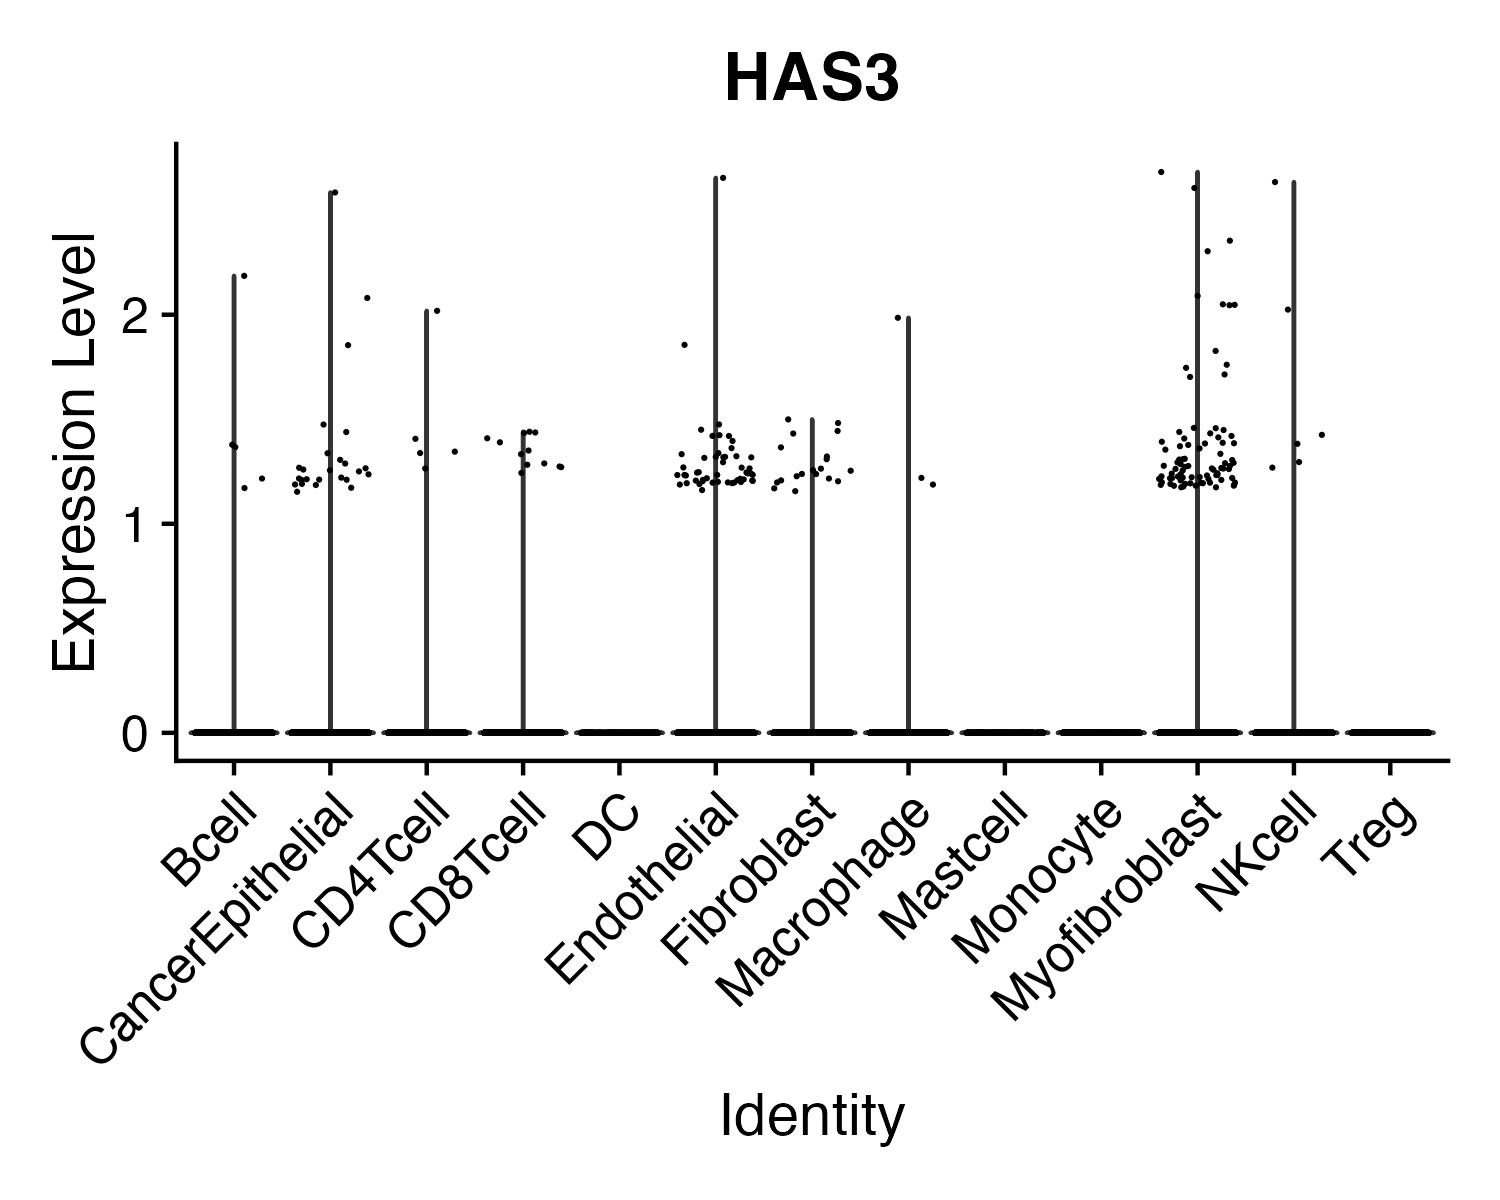 HAS3
Expression Level
2
1
0
Bcell
CancerEpithelial
CD4Tcell
CD8Tcell
DC
Endothelial
Fibroblast
Macrophage
Mastcell
Monocyte
Myofibroblast
NKcell
Treg
Identity